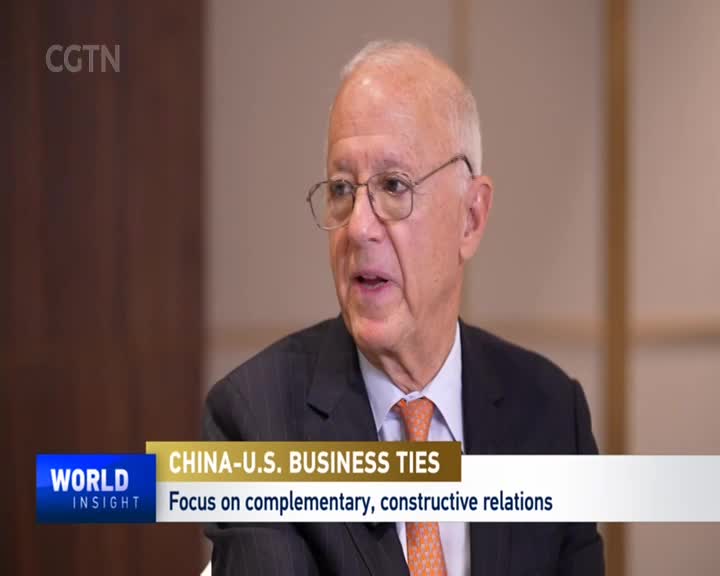 CGTN
CHINA-U.S. BUSINESS TIES
WORLD
INSIGHT
Focus on complementary, constructive relations